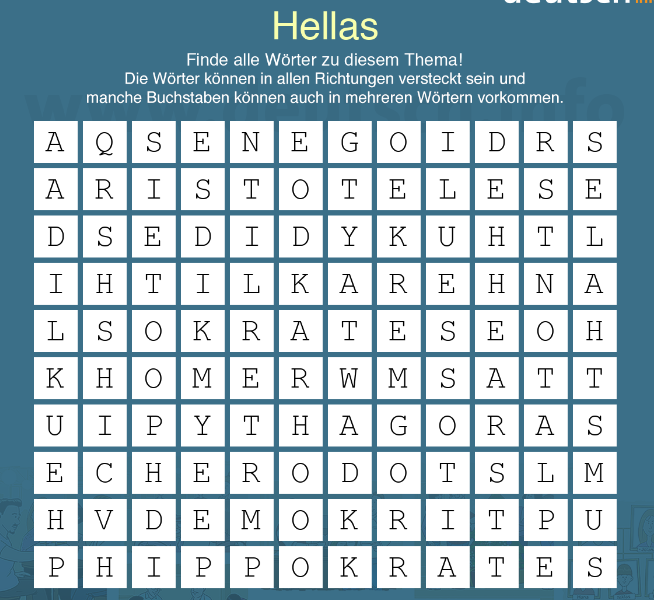 Hellas
Finde alle Wörter zu diesem Thema!
Die Wörter können in allen Richtungen versteckt sein und
manche Buchstaben können auch in mehreren Wörtern vorkommen.
A Q S E N E G O I D R S
A R I S T O T E L E S E
D S E D I D Y K U H T L
I H T I L K A R E H N A
L S O K R A T E S E O H
K H O M E R W M S A T T
U I P Y T H A G O R A S
E C H E R O D O T S L M
H V D E M O K R I T P U
P H I P P O K R A T E S